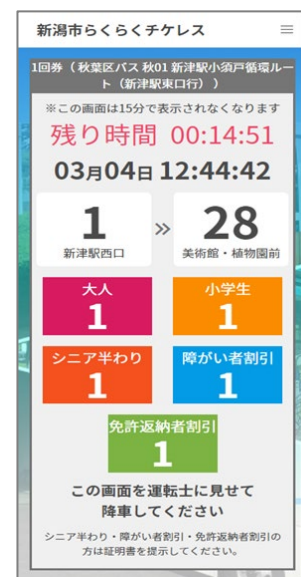 新潟市らくらくチケレス
1回券（ 秋葉区バス 秋01 新津駅小須戸循環ルー
ト（新津駅東口行））
※この画面は15分で表示されなくなります
残り時間 00:14:51
03月04日 12:44:42
1 » 28
新津駅西口 美術館・植物園前
大人 小学生
1 1
シニア半わり 障がい者割引
1 1
免許返納者割引
1
この画面を運転士に見せて
降車してください
シニア半わり・障がい者割引・免許返納者割引の
方は証明書を提示してください。